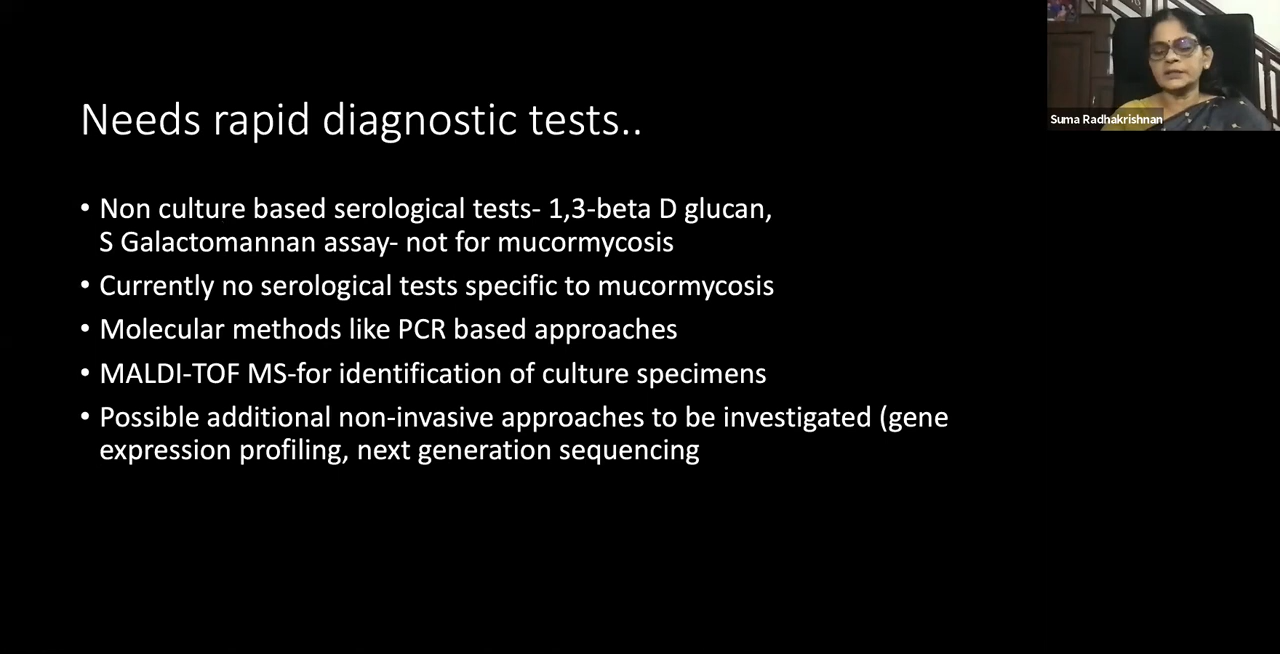 Needs rapid diagnostic tests..
• Non culture based serological tests- 1,3-beta D glucan,
S Galactomannan assay- not for mucormycosis
• Currently no serological tests specific to mucormycosis
• Molecular methods like PCR based approaches
• MALDI-TOF MS-for identification of culture specimens
• Possible additional non-invasive approaches to be investigated (gene
expression profiling, next generation sequencing
Suma Radhakrishnan